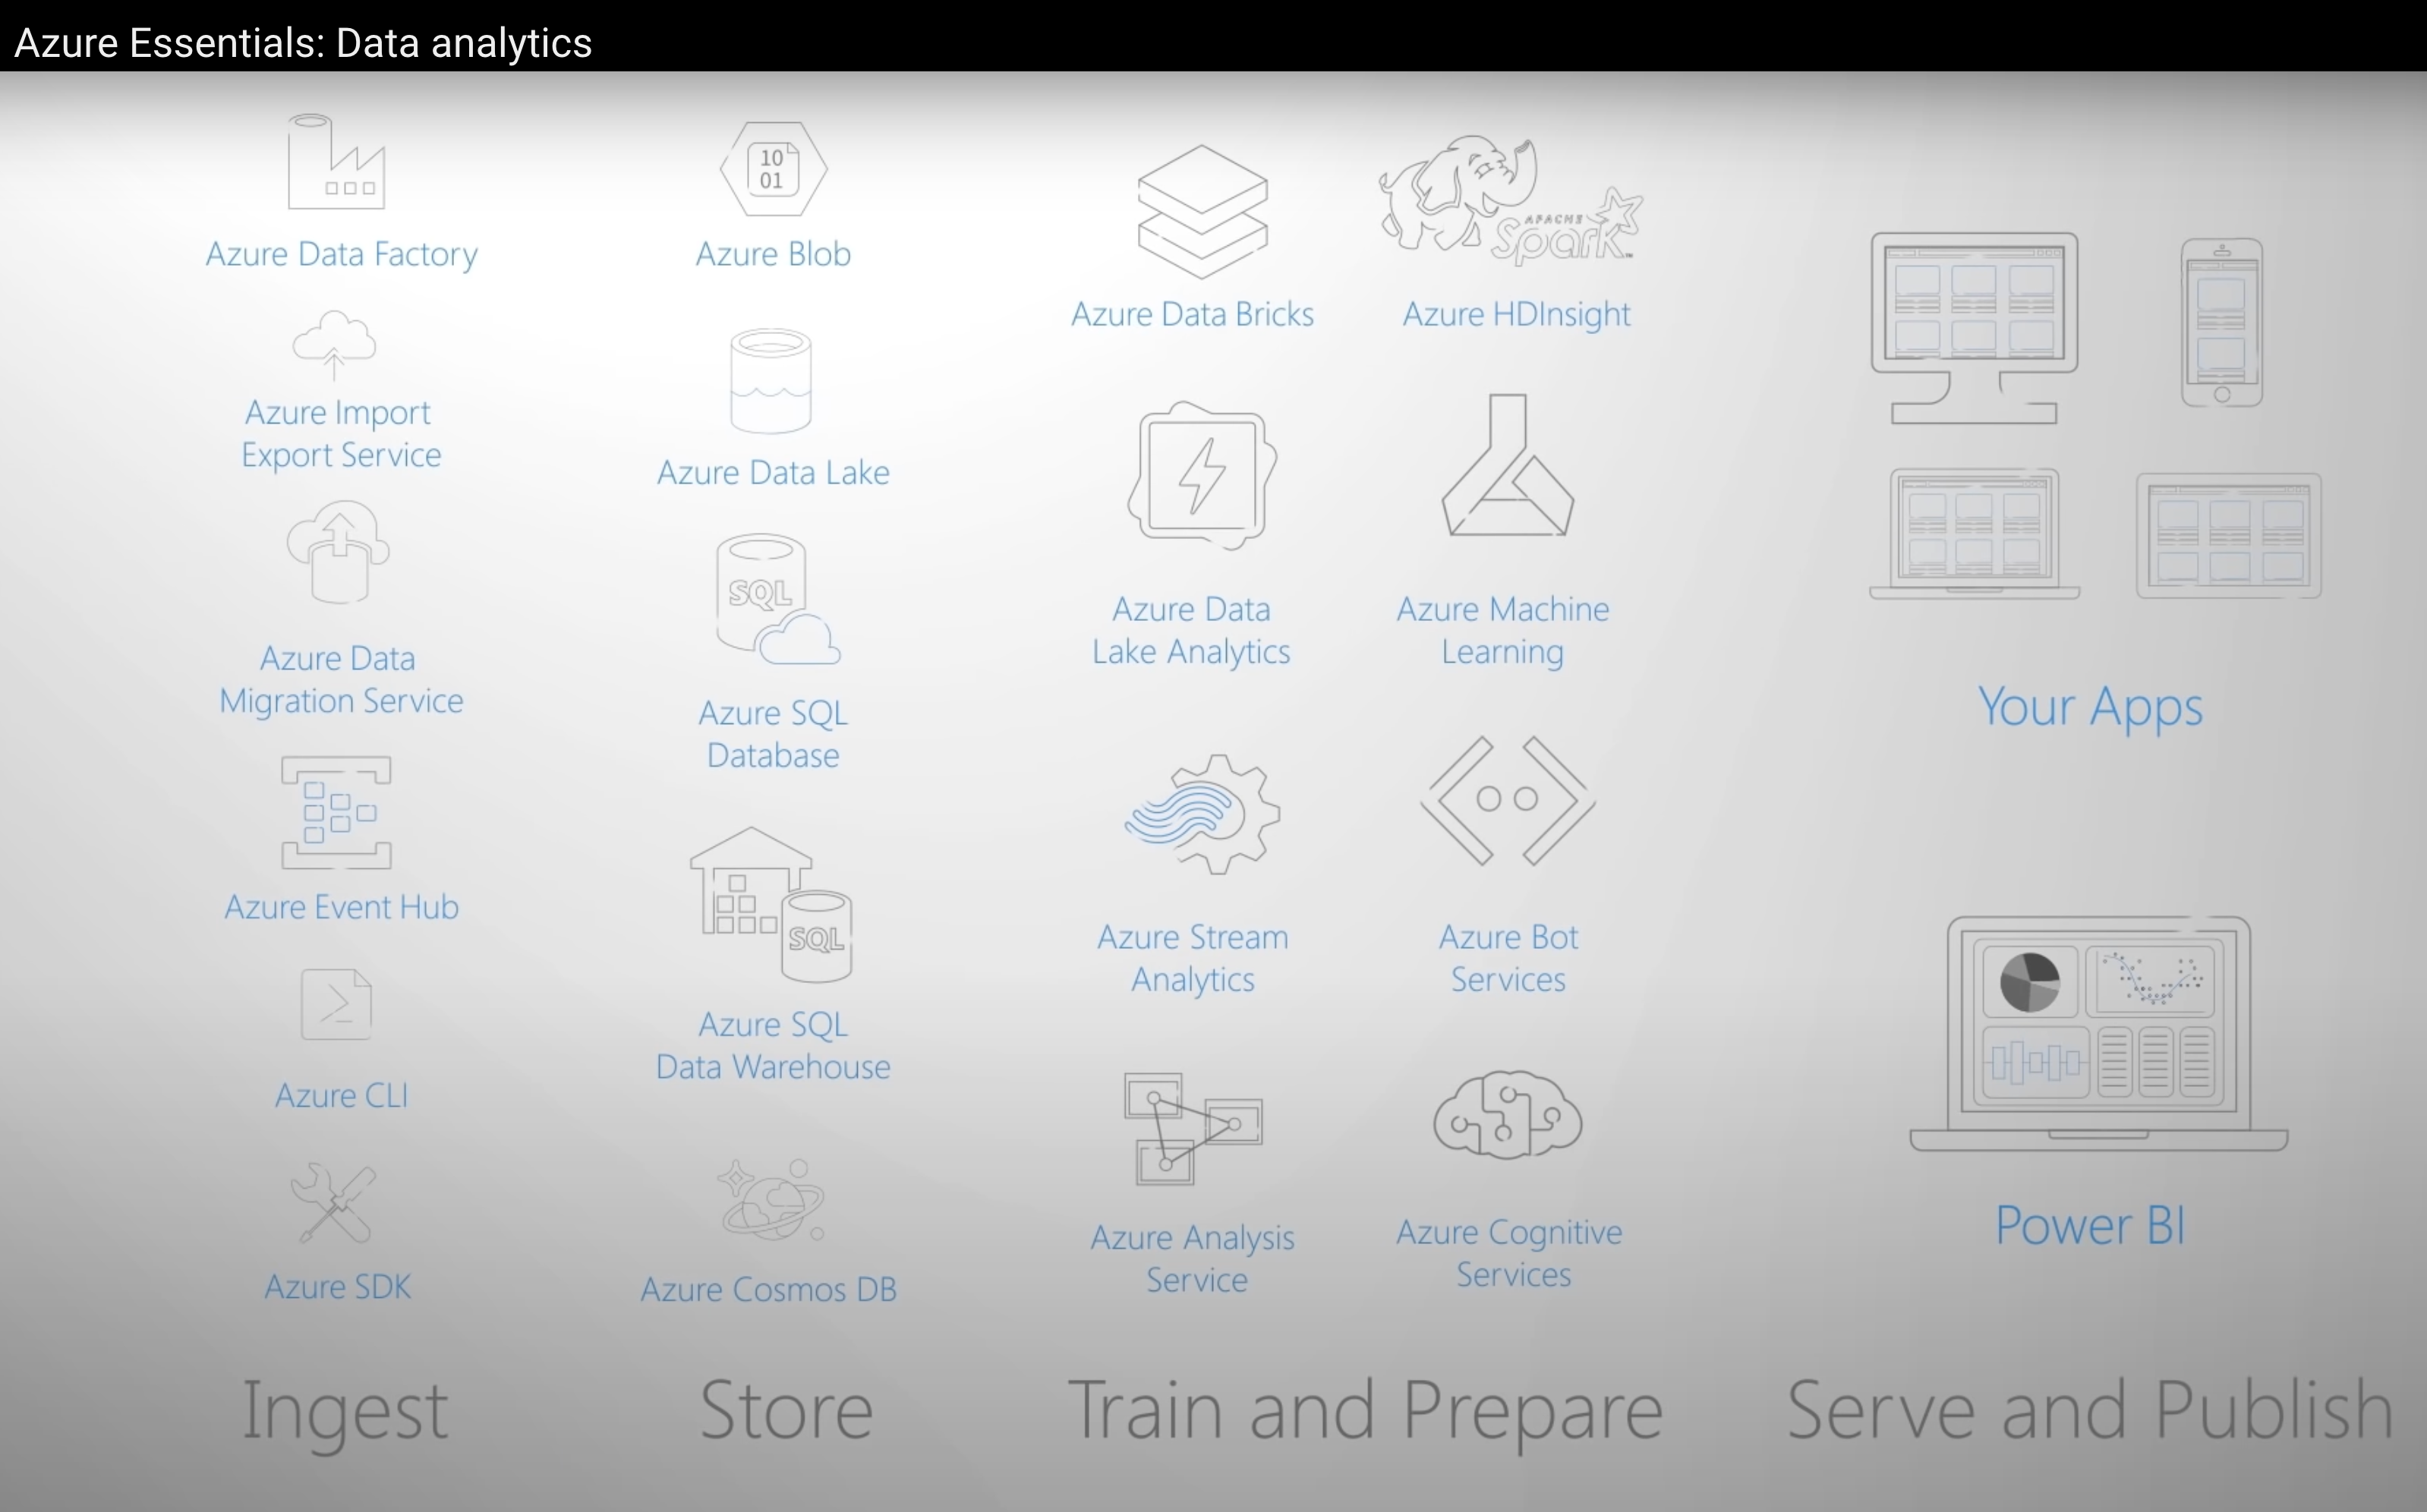 Azure Essentials: Data analytics
10
01
Azure Data Factory
Azure Import
Export Service
Azure Data
Migration Service
Azure Event Hub
Azure CLI
Azure SDK
Ingest
Azure Blob
Azure Data Lake
SQL
Azure SQL
Database
SQL
Azure SQL
Data Warehouse
Azure Cosmos DB
Store
APACHE
Spark™
Azure Data Bricks
Azure HDInsight
Azure Data
Lake Analytics
Azure Machine
Learning
Azure Stream
Analytics
Azure Bot
Services
Azure Analysis
Service
Azure Cognitive
Services
Train and Prepare
Your Apps
Power BI
Serve and Publish